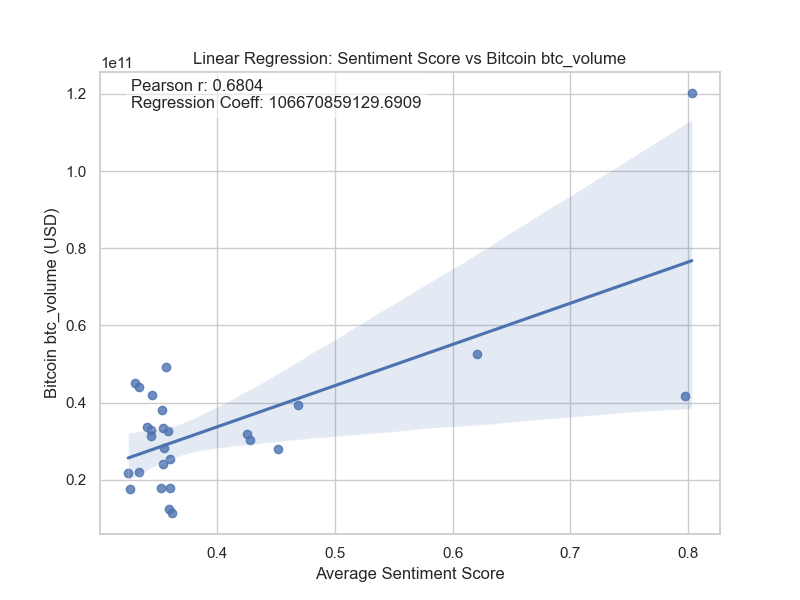 Linear Regression: Sentiment Score vs Bitcoin btc_volume
1e11
Pearson r: 0.6804
Regression Coeff: 106670859129.6909
1.2
1.0
0.8
0.6
0.4
0.2
Bitcoin btc_volume (USD)
0.4 0.5 0.6 0.7 0.8
Average Sentiment Score